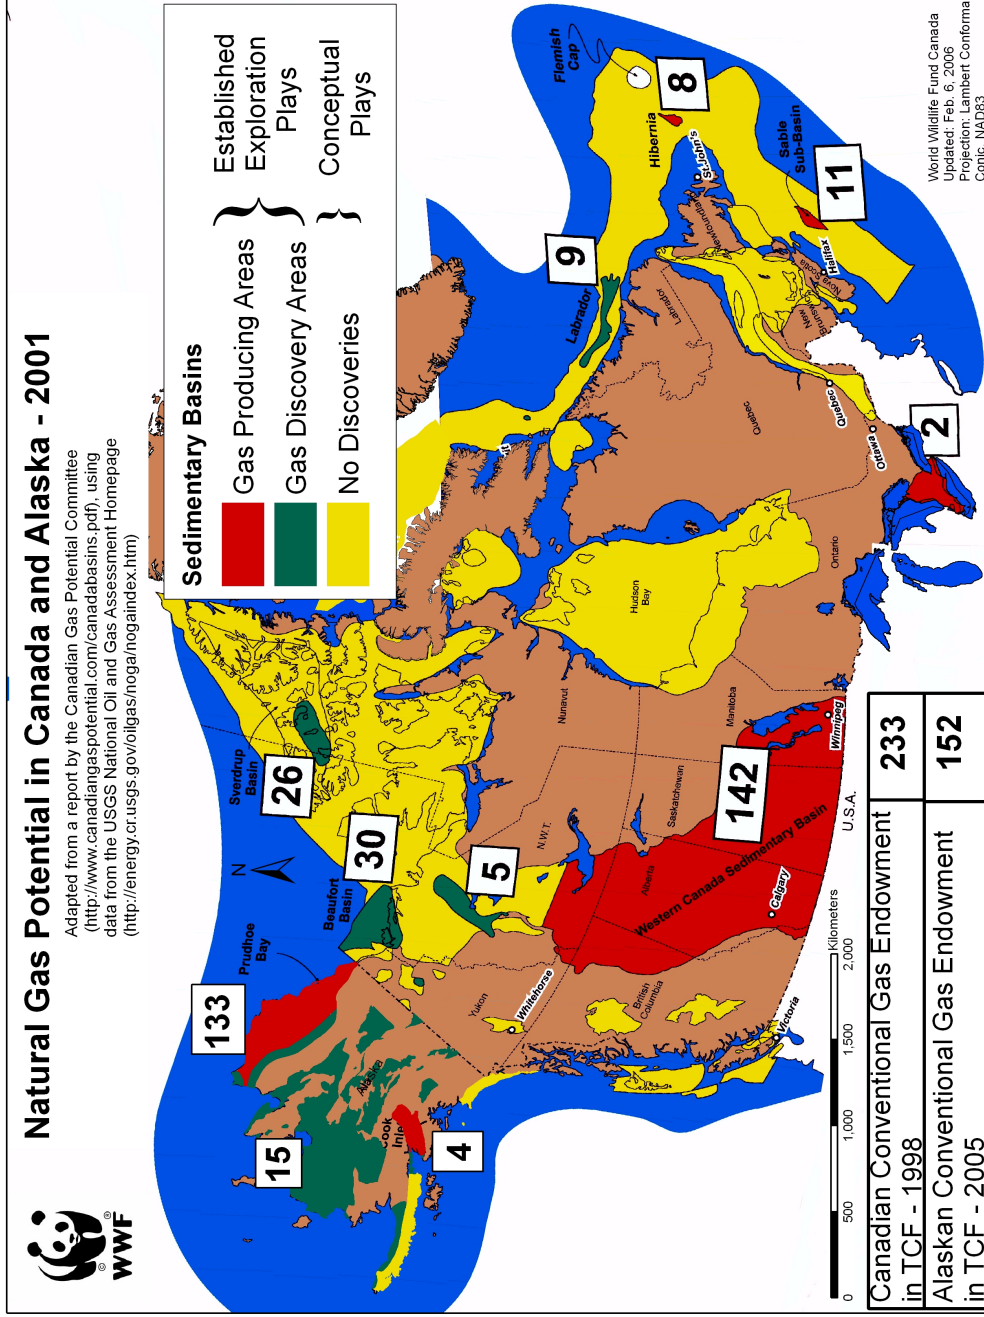 Natural Gas Potential in Canada and Alaska - 2001
Adapted from a report by the Canadian Gas Potential Committee
(http://www.canadiangaspotential.com/canadabasins.pdf), using
data from the USGS National Oil and Gas Assessment Homepage
(http://energy.cr.usgs.gov/oilgas/noga/nogaindex.htm)
©
®
WWF
Sedimentary Basins
Gas Producing Areas
Gas Discovery Areas
No Discoveries
Established
Exploration
Plays
Conceptual
Plays
N
133
Prudhoe
Bay
15
Alaska
Cook
Inle
4
Beaufort
Basin
30
Sverdrup
Basin
26
5
Yukon
Whitehorse
N.W.T.
Nunavut
British
Columbia
Victoria
Alberta
Calgary
Western Canada Sedimentary Basin
Saskatchewan
142
Manitoba
Winnipeg
U.S.A.
Hudson
Bay
Ontario
Quebec
Ottawa
Quebec
2
Labrador
9
Labrador
Newfoundland
St.John's
Hibernia
8
Flemish
Cap
Sable
Sub-Basin
11
New
Brunswick
Nova Scotia
Halifax
0
500
1,000
1,500
2,000
Kilometers
Canadian Conventional Gas Endowment
in TCF - 1998
233
Alaskan Conventional Gas Endowment
in TCF - 2005
152
World Wildlife Fund Canada
Updated: Feb. 6, 2006
Projection: Lambert Conforma
Conic, NAD83